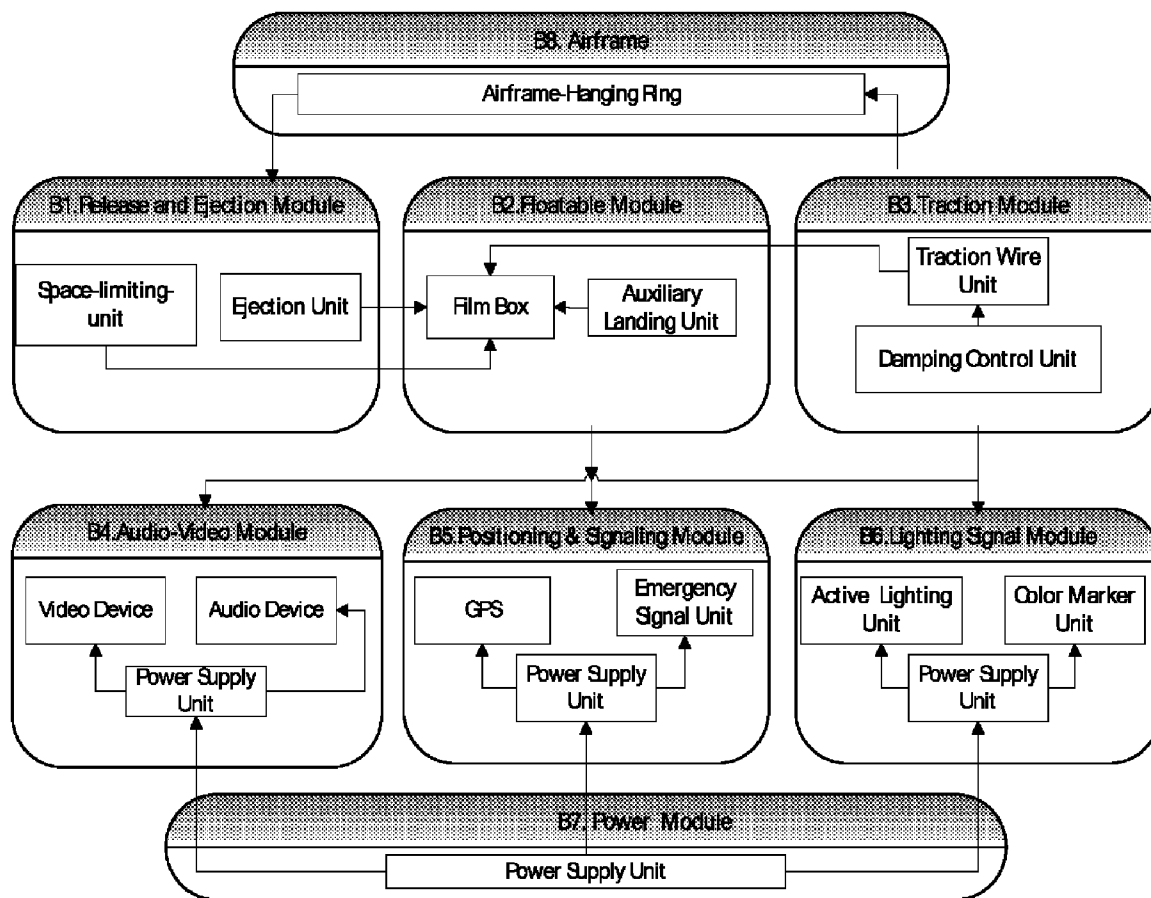 B8. Airframe
Airframe-Hanging Ring
B1.Release and Ejection Module
B2.Floatable Module
B3.Traction Module
Space-limiting-
unit
Ejection Unit
Film Box
Auxiliary
Landing Unit
Traction Wire
Unit
Damping Control Unit
B4.Audio-Video Module
B5.Positioning & Signaling Module
B6.Lighting Signal Module
Video Device
Audio Device
Power Supply
Unit
GPS
Emergency
Signal Unit
Power Supply
Unit
Active Lighting
Unit
Color Marker
Unit
Power Supply
Unit
B7. Power Module
Power Supply Unit